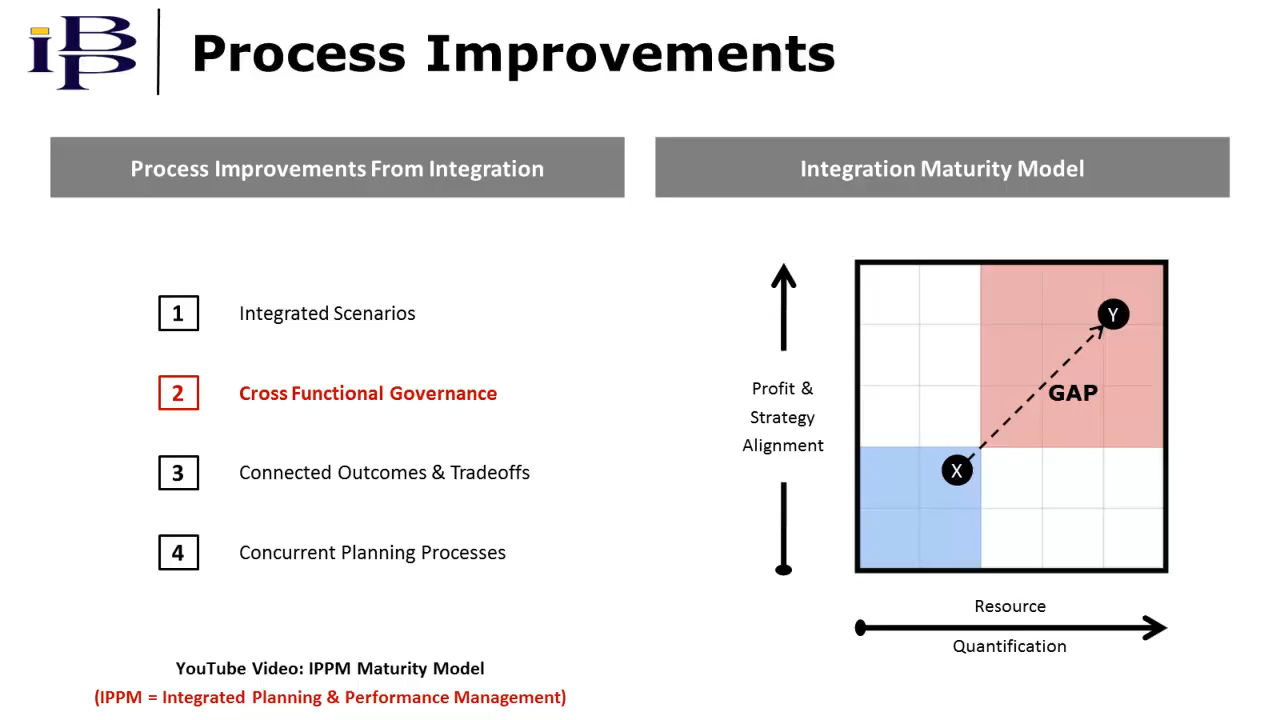 iBP
Process Improvements
Process Improvements From Integration
Integration Maturity Model
1 Integrated Scenarios
2 Cross Functional Governance
3 Connected Outcomes & Tradeoffs
4 Concurrent Planning Processes
Profit &
Strategy
Alignment
Y
GAP
X
Resource
Quantification
YouTube Video: IPPM Maturity Model
(IPPM = Integrated Planning & Performance Management)